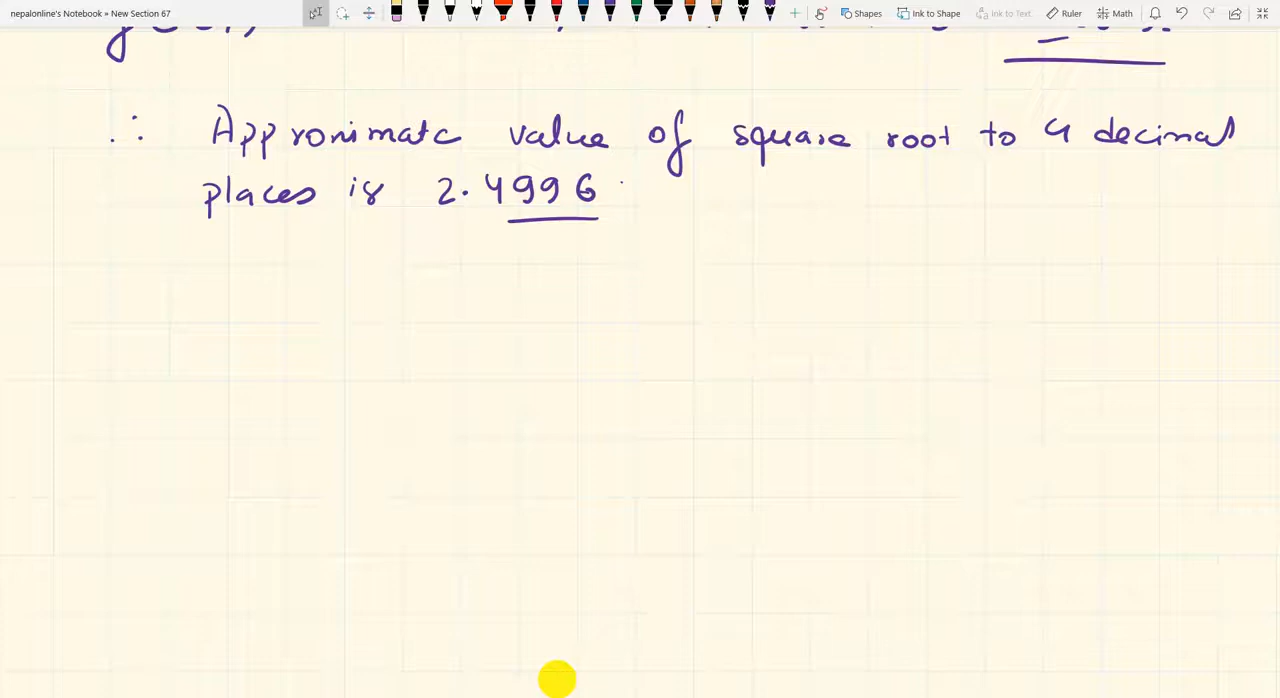 nepalonline's Notebook » New Section 67
Shapes Ink to Shape Ink to Text Ruler Math
∴ Approximate value of square root to 4 decimal
places is 2.4996